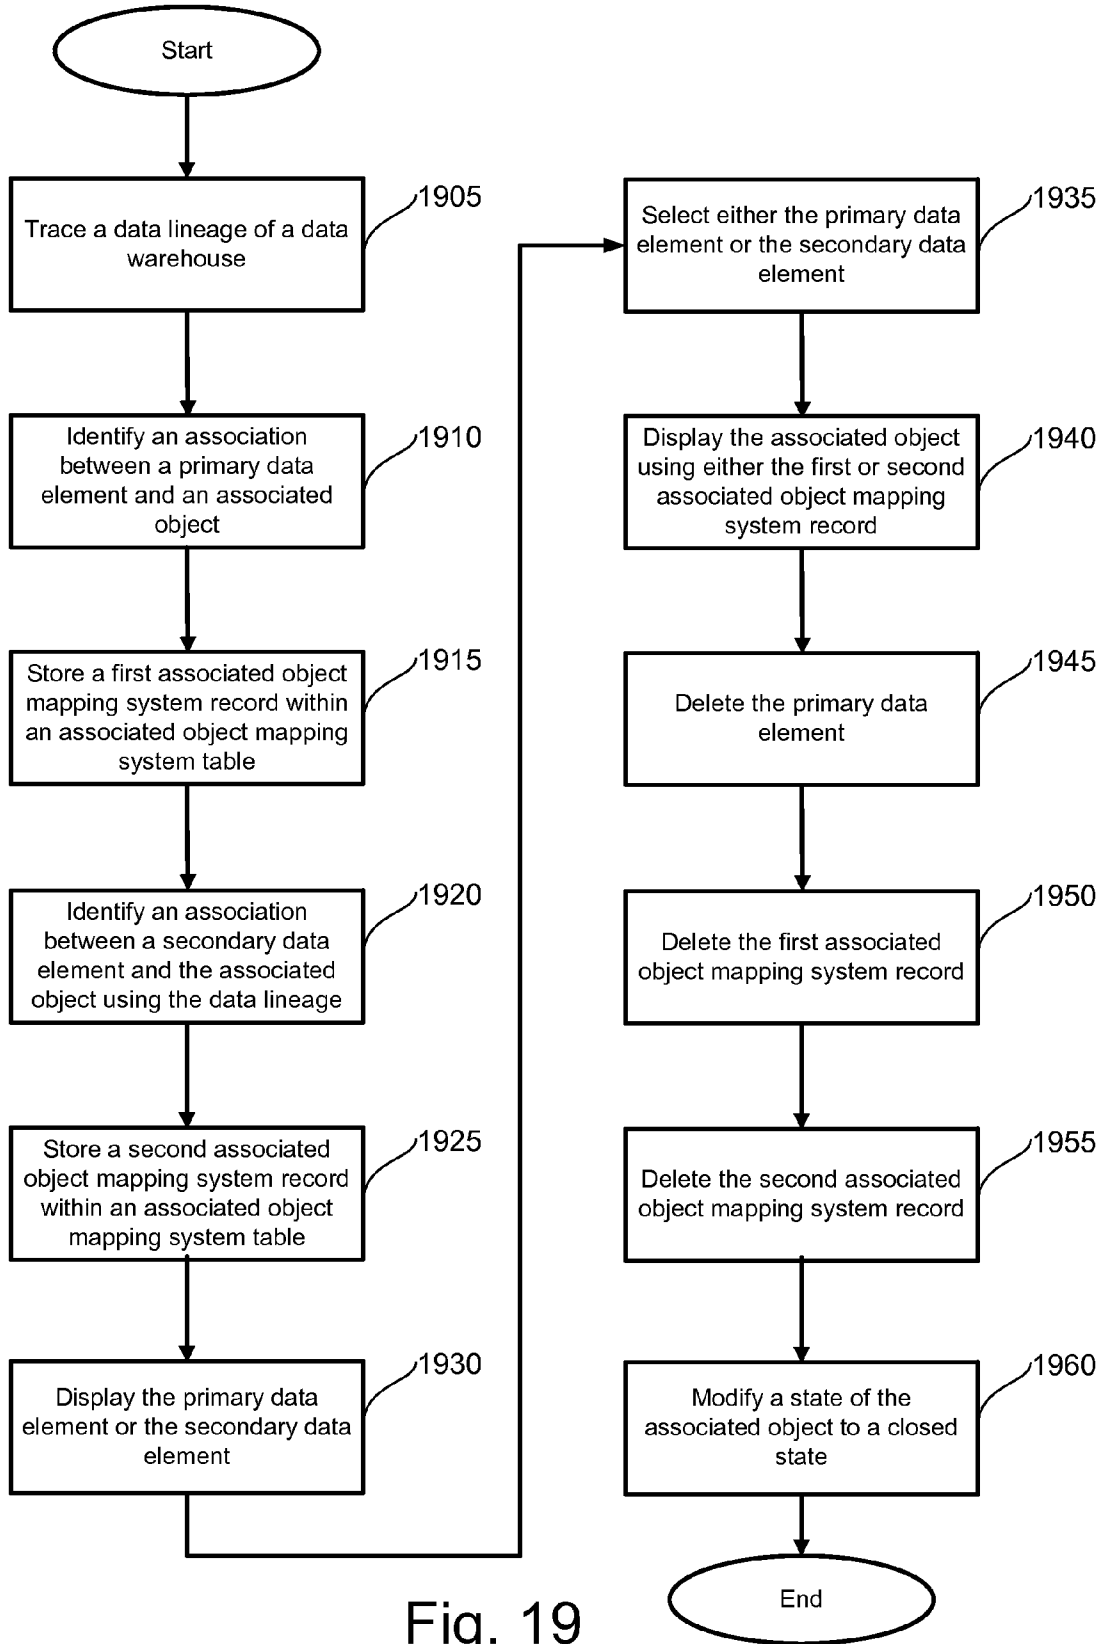 Start
Trace a data lineage of a data
warehouse
1905
Identify an association
between a primary data
element and an associated
object
1910
Store a first associated object
mapping system record within
an associated object mapping
system table
1915
Identify an association
between a secondary data
element and the associated
object using the data lineage
1920
Store a second associated
object mapping system record
within an associated object
mapping system table
1925
Display the primary data
element or the secondary data
element
1930
Select either the primary data
element or the secondary data
element
1935
Display the associated object
using either the first or second
associated object mapping
system record
1940
Delete the primary data
element
1945
Delete the first associated
object mapping system record
1950
Delete the second associated
object mapping system record
1955
Modify a state of the
associated object to a closed
state
1960
End
Fig. 19